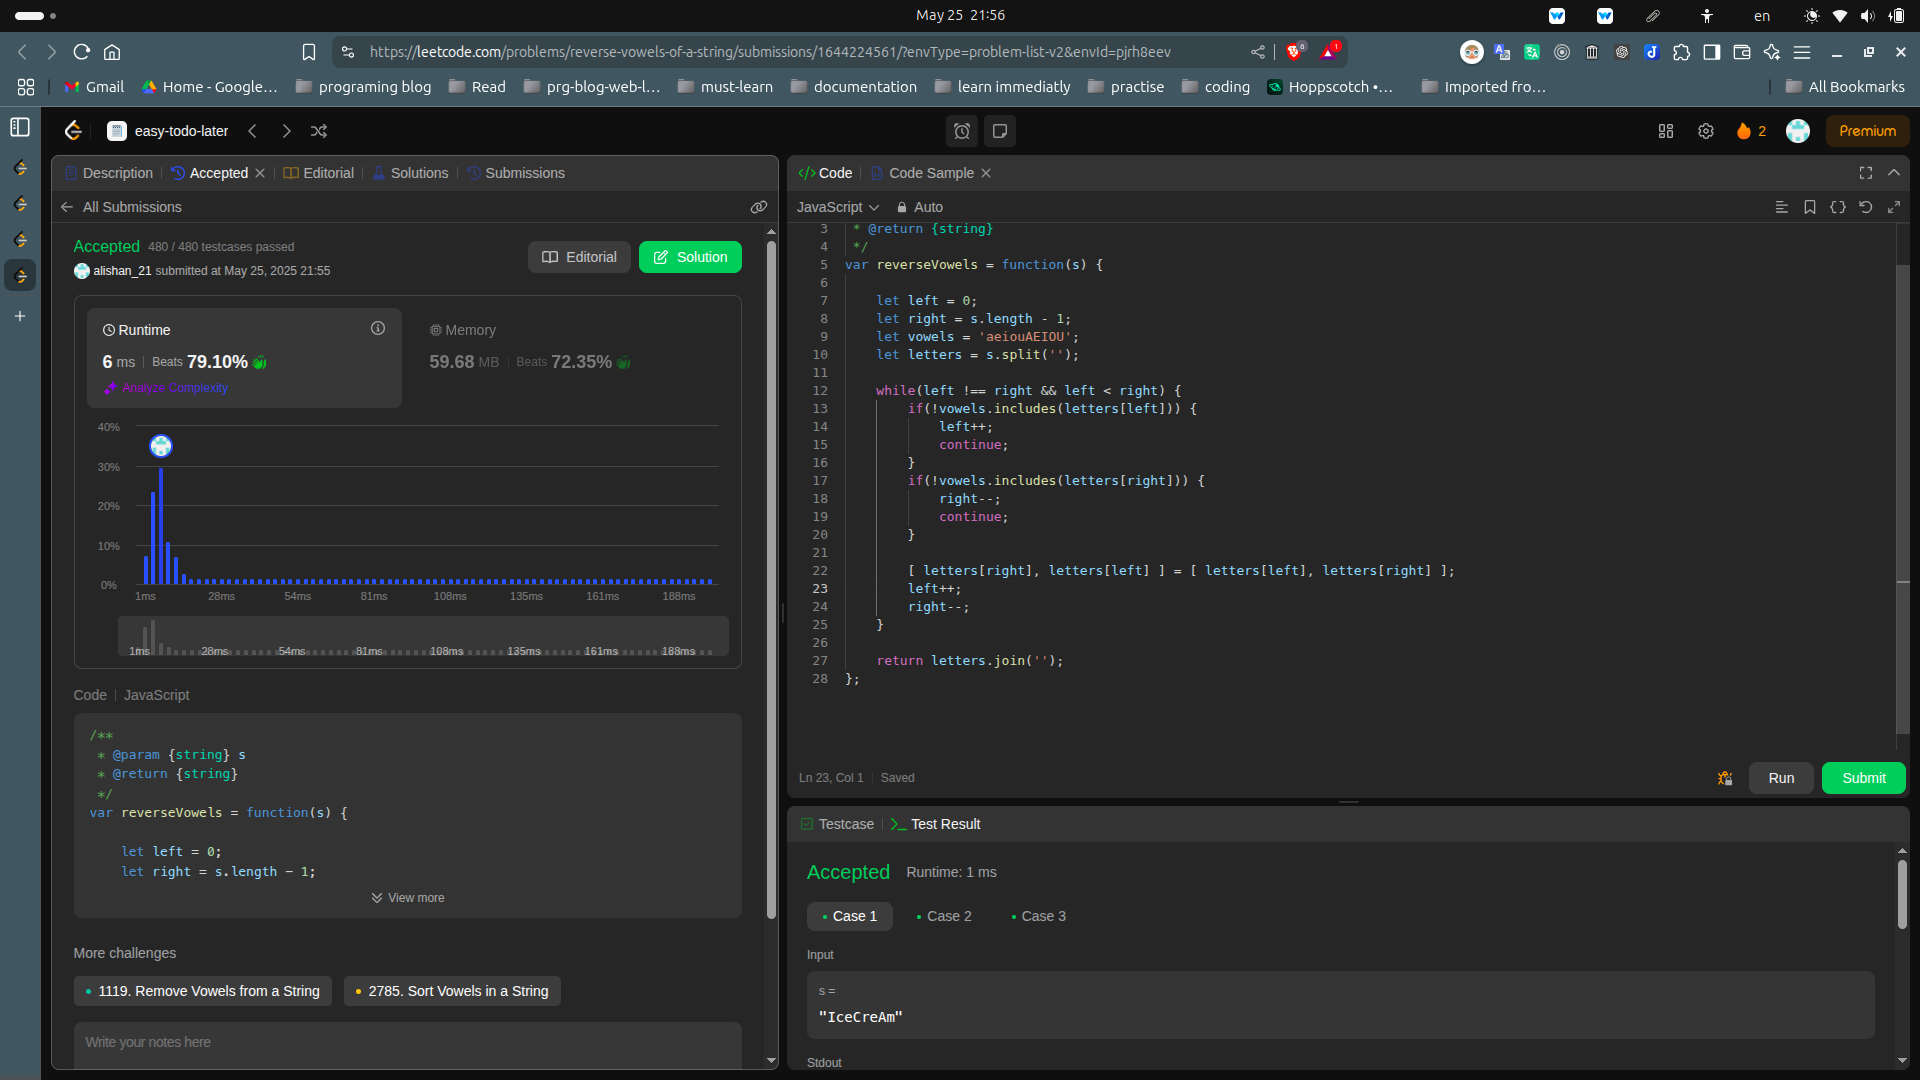 May 25  21:56
en
https://leetcode.com/problems/reverse-vowels-of-a-string/submissions/1644224561/?envType=problem-list-v2&envId=pjrh8eev
Gmail
Home - Google...
programing blog
Read
prg-blog-web-l...
must-learn
documentation
learn immediatly
practise
coding
Hoppscotch •...
Imported fro...
All Bookmarks
easy-todo-later
2
Premium
Description
Accepted
Editorial
Solutions
Submissions
All Submissions
Accepted 480 / 480 testcases passed
alishan_21 submitted at May 25, 2025 21:55
Editorial
Solution
Runtime
6 ms | Beats 79.10%
Analyze Complexity
Memory
59.68 MB | Beats 72.35%
40%
30%
20%
10%
0%
1ms 28ms 54ms 81ms 108ms 135ms 161ms 188ms
1ms 28ms 54ms 81ms 108ms 135ms 161ms 188ms
Code | JavaScript
/**
 * @param {string} s
 * @return {string}
 */
var reverseVowels = function(s) {
let left = 0;
let right = s.length - 1;
View more
More challenges
1119. Remove Vowels from a String
2785. Sort Vowels in a String
Write your notes here
</> Code
Code Sample
JavaScript
Auto
3  * @return {string}
4  */
5 var reverseVowels = function(s) {
6
7     let left = 0;
8     let right = s.length - 1;
9     let vowels = 'aeiouAEIOU';
10     let letters = s.split('');
11
12     while(left !== right && left < right) {
13         if(!vowels.includes(letters[left])) {
14             left++;
15             continue;
16         }
17         if(!vowels.includes(letters[right])) {
18             right--;
19             continue;
20         }
21
22         [ letters[right], letters[left] ] = [ letters[left], letters[right] ];
23         left++;
24         right--;
25     }
26
27     return letters.join('');
28 };
Ln 23, Col 1 | Saved
Run
Submit
Testcase
Test Result
Accepted Runtime: 1 ms
Case 1
Case 2
Case 3
Input
s =
"IceCreAm"
Stdout